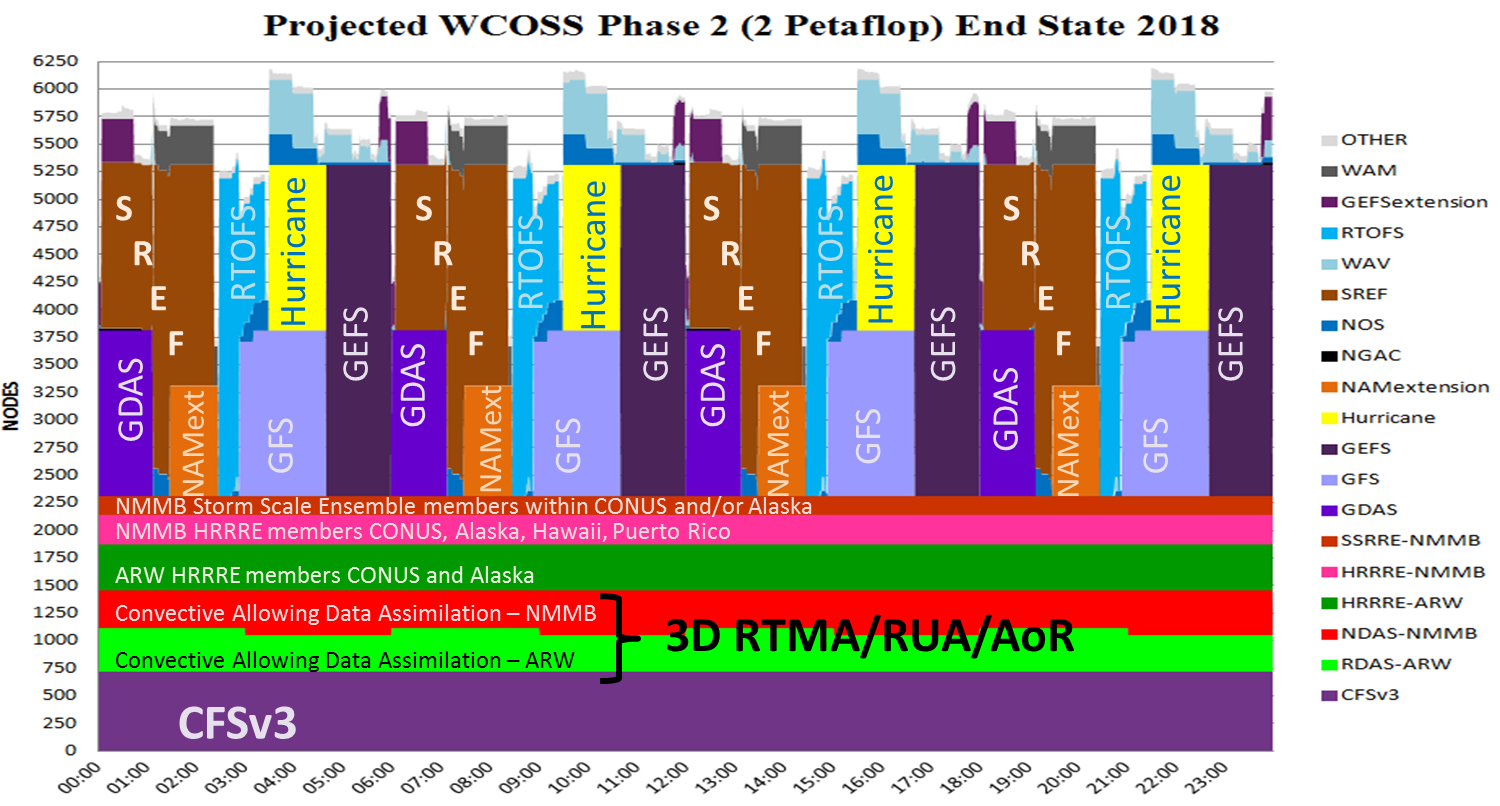 Projected WCOSS Phase 2 (2 Petaflop) End State 2018
NODES
6250
6000
5750
5500
5250
5000
4750
4500
4250
4000
3750
3500
3250
3000
2750
2500
2250
2000
1750
1500
1250
1000
750
500
250
0
S
R
E
F
GDAS
NAMext
RTOFS
Hurricane
GFS
GEFS
S
R
E
F
GDAS
NAMext
RTOFS
Hurricane
GFS
GEFS
S
R
E
F
GDAS
NAMext
RTOFS
Hurricane
GFS
GEFS
S
R
E
F
GDAS
NAMext
RTOFS
Hurricane
GFS
GEFS
NMMB Storm Scale Ensemble members within CONUS and/or Alaska
NMMB HRRRE members CONUS, Alaska, Hawaii, Puerto Rico
ARW HRRRE members CONUS and Alaska
Convective Allowing Data Assimilation – NMMB
3D RTMA/RUA/AoR
Convective Allowing Data Assimilation – ARW
CFSv3
00:00
01:00
02:00
03:00
04:00
05:00
06:00
07:00
08:00
09:00
10:00
11:00
12:00
13:00
14:00
15:00
16:00
17:00
18:00
19:00
20:00
21:00
22:00
23:00
OTHER
WAM
GEFSextension
RTOFS
WAV
SREF
NOS
NGAC
NAMextension
Hurricane
GEFS
GFS
GDAS
SSRRE-NMMB
HRRRE-NMMB
HRRRE-ARW
NDAS-NMMB
RDAS-ARW
CFSv3